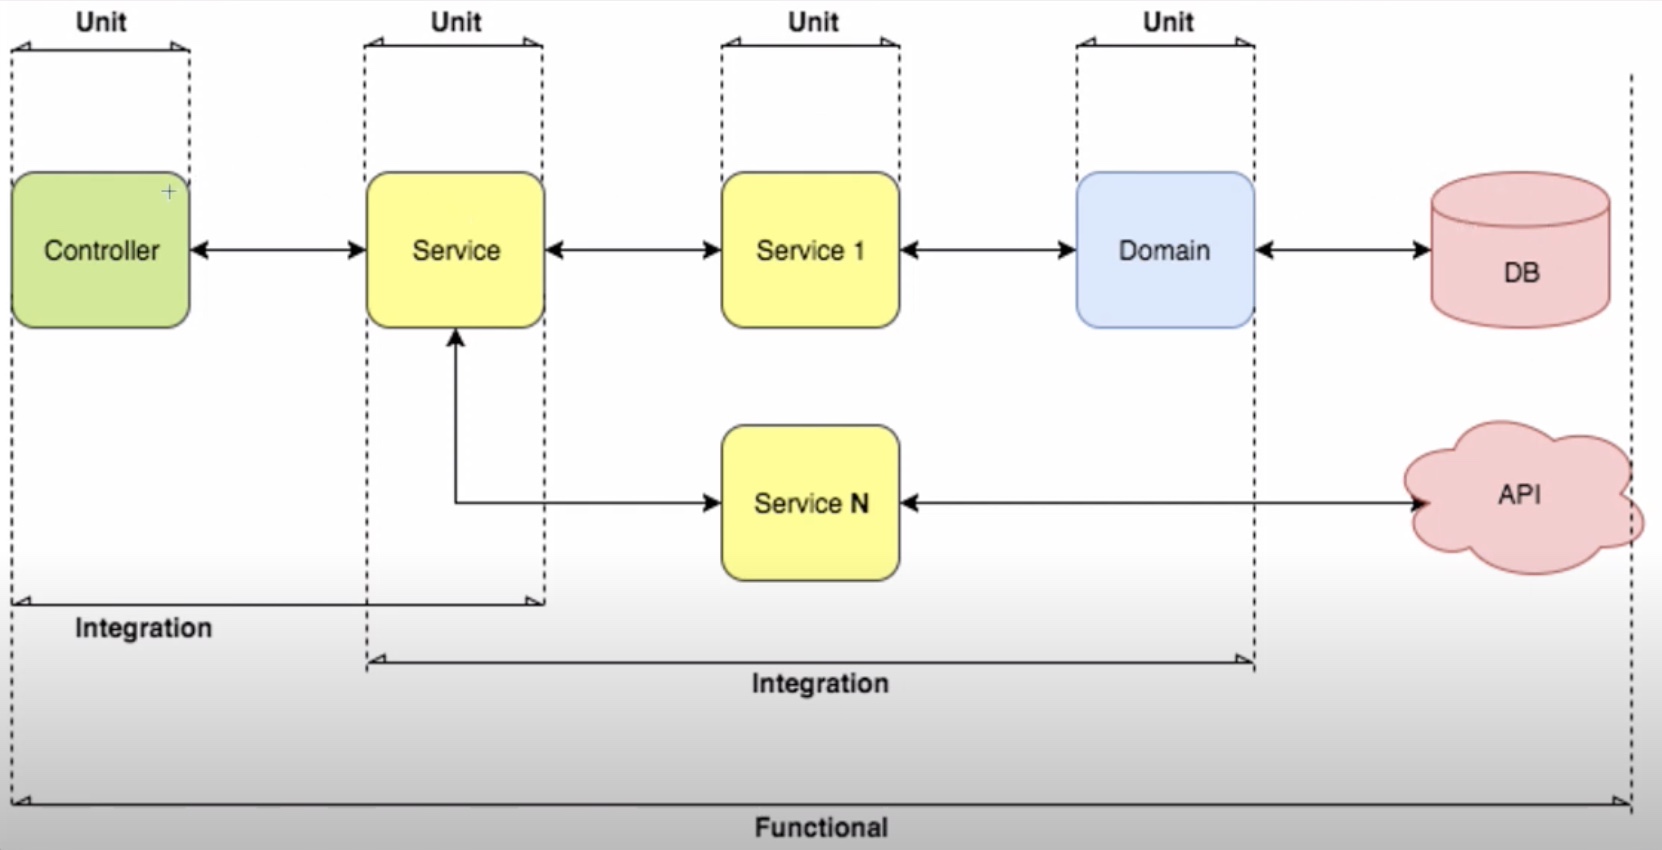 Unit
Unit
Unit
Unit
Controller
Service
Service 1
Domain
DB
Service N
API
Integration
Integration
Functional